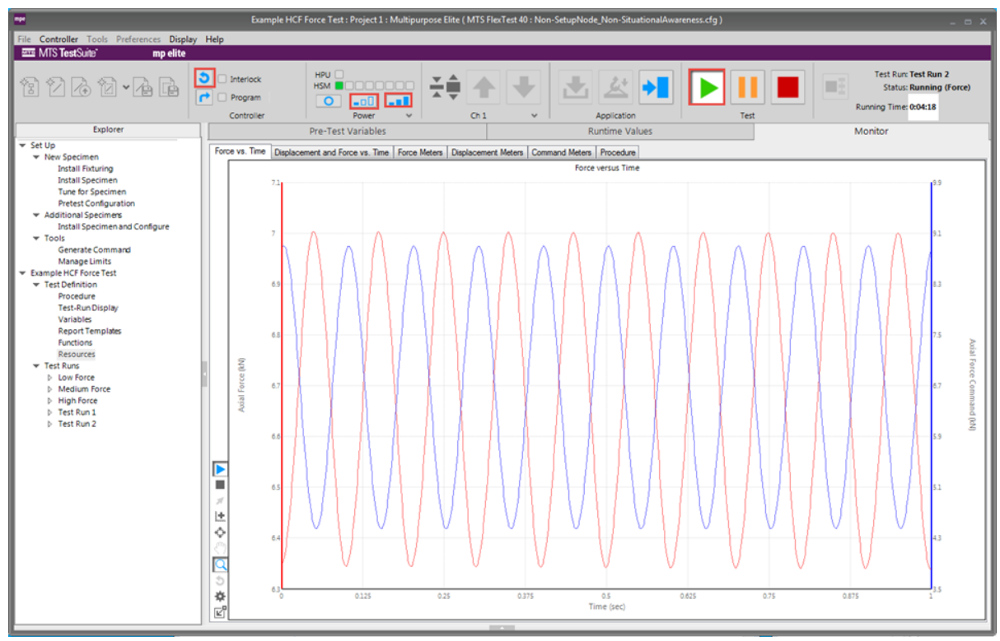 mpe
Example HCF Force Test : Project 1 : Multipurpose Elite ( MTS FlexTest 40 : Non-SetupNode_Non-SituationalAwareness.cfg )
File Controller Tools Preferences Display Help
MTS TestSuite mp elite
Interlock
Program
Controller
HPU
HSM
Power
Ch 1
Application
Test
Test Run: Test Run 2
Status: Running (Force)
Running Time: 0:04:18
Explorer
Set Up
New Specimen
Install Fixturing
Install Specimen
Tune for Specimen
Pretest Configuration
Additional Specimens
Install Specimen and Configure
Tools
Generate Command
Manage Limits
Example HCF Force Test
Test Definition
Procedure
Test-Run Display
Variables
Report Templates
Functions
Resources
Test Runs
Low Force
Medium Force
High Force
Test Run 1
Test Run 2
Pre-Test Variables Runtime Values Monitor
Force vs. Time Displacement and Force vs. Time Force Meters Displacement Meters Command Meters Procedure
Force versus Time
7.1
7
6.9
6.8
6.7
6.6
6.5
6.4
6.3
Axial Force (kN)
9.9
9.1
8.3
7.5
6.7
5.9
5.1
4.3
3.5
Axial Force Command (kN)
0 0.125 0.25 0.375 0.5 0.625 0.75 0.875 1
Time (sec)